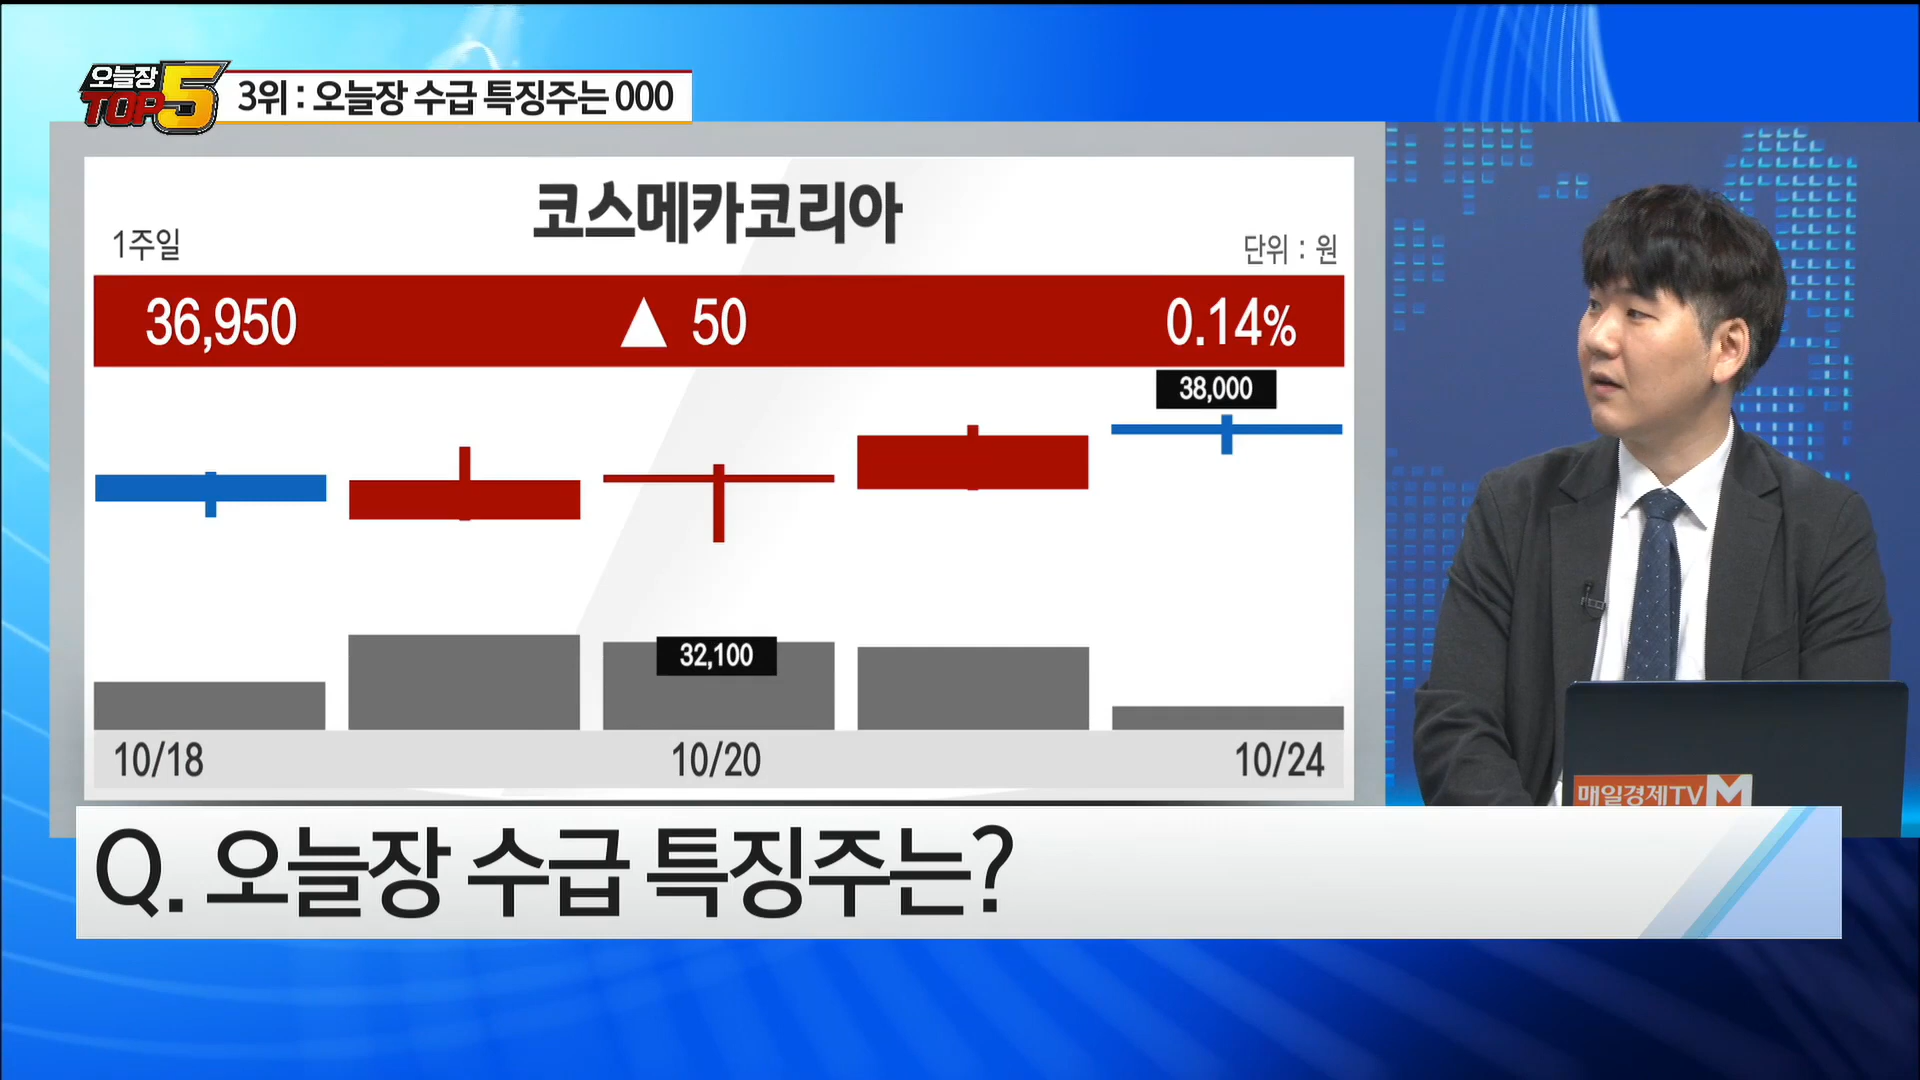 오늘장
TOP5
3위 : 오늘장 수급 특징주는 OOO
코스메카코리아
1주일
단위 : 원
36,950 ▲ 50 0.14%
38,000
32,100
10/18 10/20 10/24
매일경제TV M
Q. 오늘장 수급 특징주는?